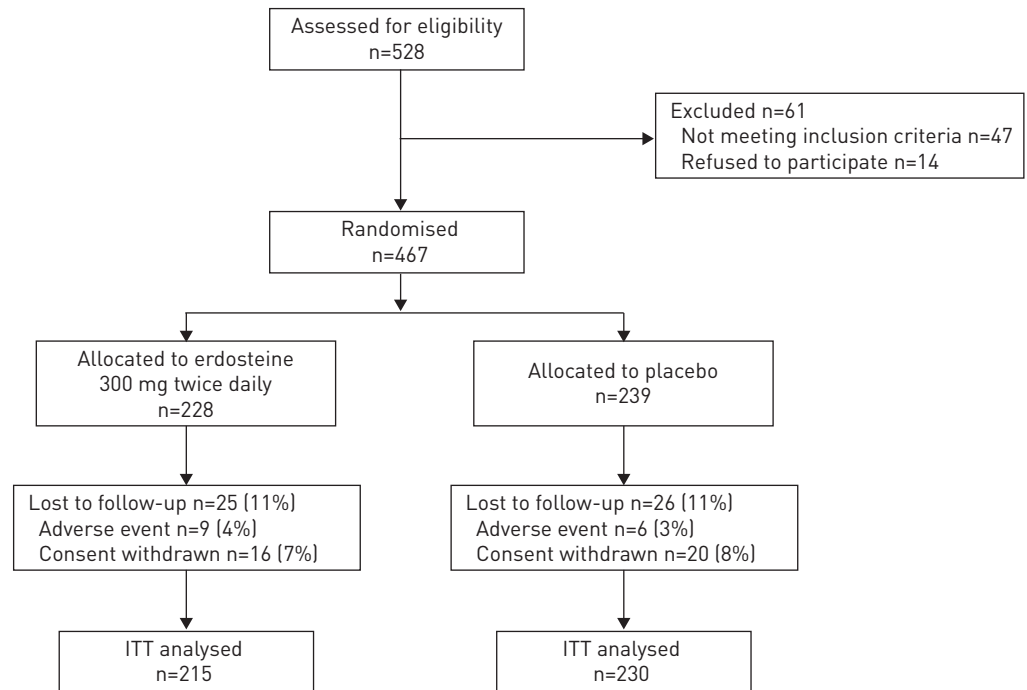 Assessed for eligibility
n=528
Excluded n=61
Not meeting inclusion criteria n=47
Refused to participate n=14
Randomised
n=467
Allocated to erdosteine
300 mg twice daily
n=228
Allocated to placebo
n=239
Lost to follow-up n=25 (11%)
Adverse event n=9 (4%)
Consent withdrawn n=16 (7%)
Lost to follow-up n=26 (11%)
Adverse event n=6 (3%)
Consent withdrawn n=20 (8%)
ITT analysed
n=215
ITT analysed
n=230